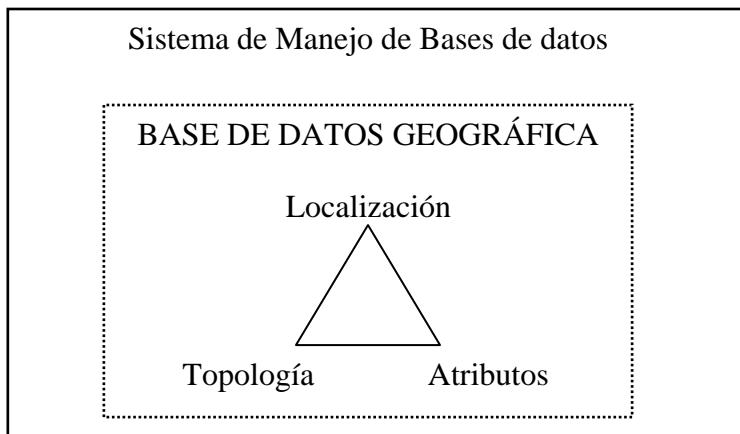 Sistema de Manejo de Bases de datos
BASE DE DATOS GEOGRÁFICA
Localización
Topología Atributos